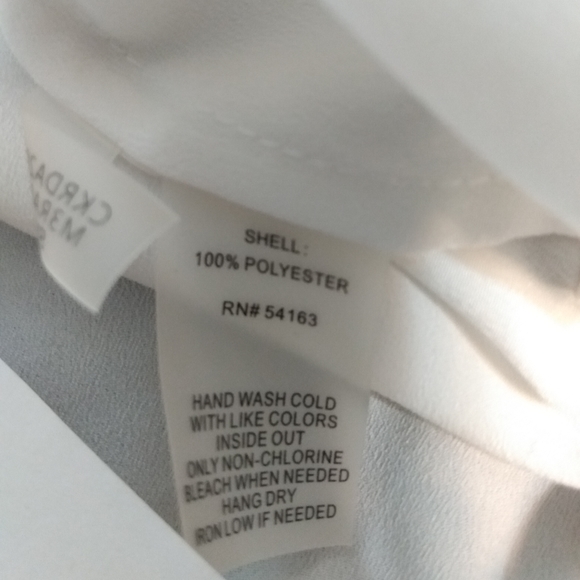 SHELL:
100% POLYESTER
RN# 54163
HAND WASH COLD
WITH LIKE COLORS
INSIDE OUT
ONLY NON-CHLORINE
BLEACH WHEN NEEDED
HANG DRY
IRON LOW IF NEEDED